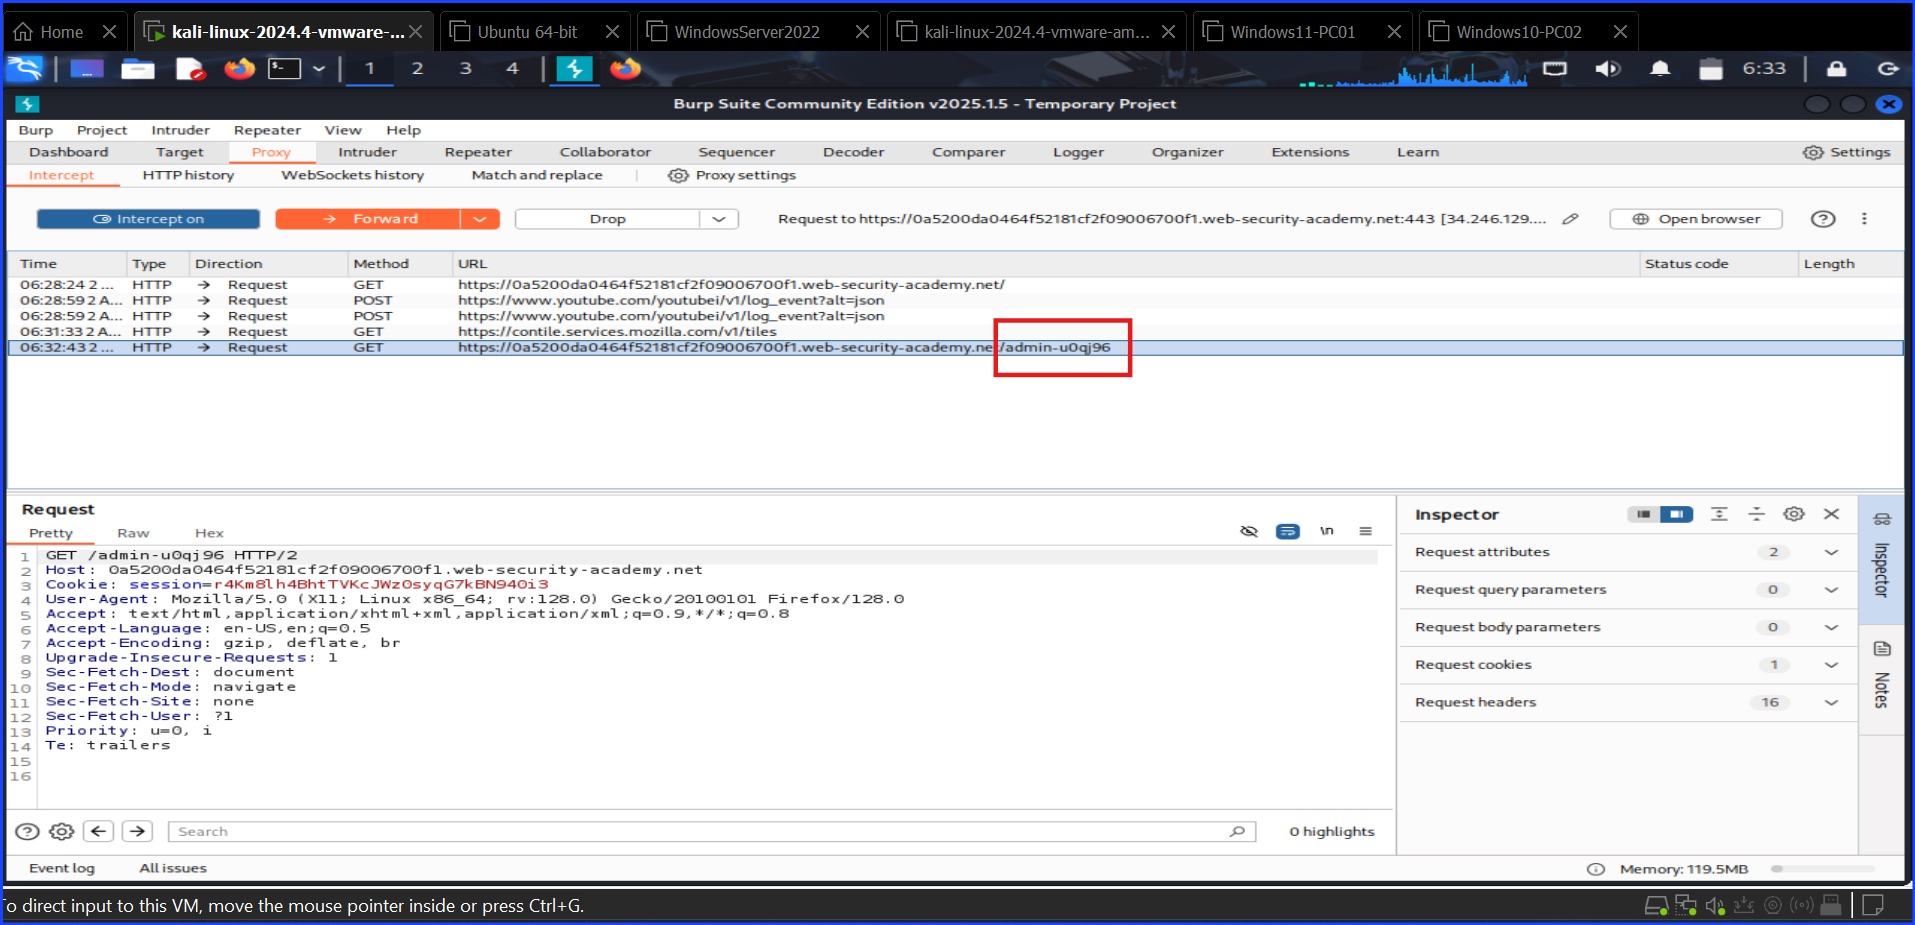 Home
kali-linux-2024.4-vmware-...
Ubuntu 64-bit
WindowsServer2022
kali-linux-2024.4-vmware-am...
Windows11-PC01
Windows10-PC02
1 2 3 4
6:33
Burp Suite Community Edition v2025.1.5 - Temporary Project
Burp Project Intruder Repeater View Help
Dashboard Target Proxy Intruder Repeater Collaborator Sequencer Decoder Comparer Logger Organizer Extensions Learn Settings
Intercept HTTP history WebSockets history Match and replace Proxy settings
Intercept on Forward Drop Request to https://0a5200da0464f52181cf2f09006700f1.web-security-academy.net:443 [34.246.129.... Open browser
Time Type Direction Method URL Status code Length
06:28:24 2 ... HTTP → Request GET https://0a5200da0464f52181cf2f09006700f1.web-security-academy.net/
06:28:59 2 A... HTTP → Request POST https://www.youtube.com/youtubei/v1/log_event?alt=json
06:28:59 2 A... HTTP → Request POST https://www.youtube.com/youtubei/v1/log_event?alt=json
06:31:33 2 A... HTTP → Request GET https://contile.services.mozilla.com/v1/tiles
06:32:43 2 ... HTTP → Request GET https://0a5200da0464f52181cf2f09006700f1.web-security-academy.net/admin-u0qj96
Request
Pretty Raw Hex
\n
1 GET /admin-u0qj96 HTTP/2
2 Host: 0a5200da0464f52181cf2f09006700f1.web-security-academy.net
3 Cookie: session=r4Km8lh4BhtTVKcJWz0syqG7kBN940i3
4 User-Agent: Mozilla/5.0 (X11; Linux x86_64; rv:128.0) Gecko/20100101 Firefox/128.0
5 Accept: text/html,application/xhtml+xml,application/xml;q=0.9,*/*;q=0.8
6 Accept-Language: en-US,en;q=0.5
7 Accept-Encoding: gzip, deflate, br
8 Upgrade-Insecure-Requests: 1
9 Sec-Fetch-Dest: document
10 Sec-Fetch-Mode: navigate
11 Sec-Fetch-Site: none
12 Sec-Fetch-User: ?1
13 Priority: u=0, i
14 Te: trailers
15
16
Inspector
Request attributes 2
Request query parameters 0
Request body parameters 0
Request cookies 1
Request headers 16
Inspector
Notes
Search
0 highlights
Event log All issues
Memory: 119.5MB
To direct input to this VM, move the mouse pointer inside or press Ctrl+G.